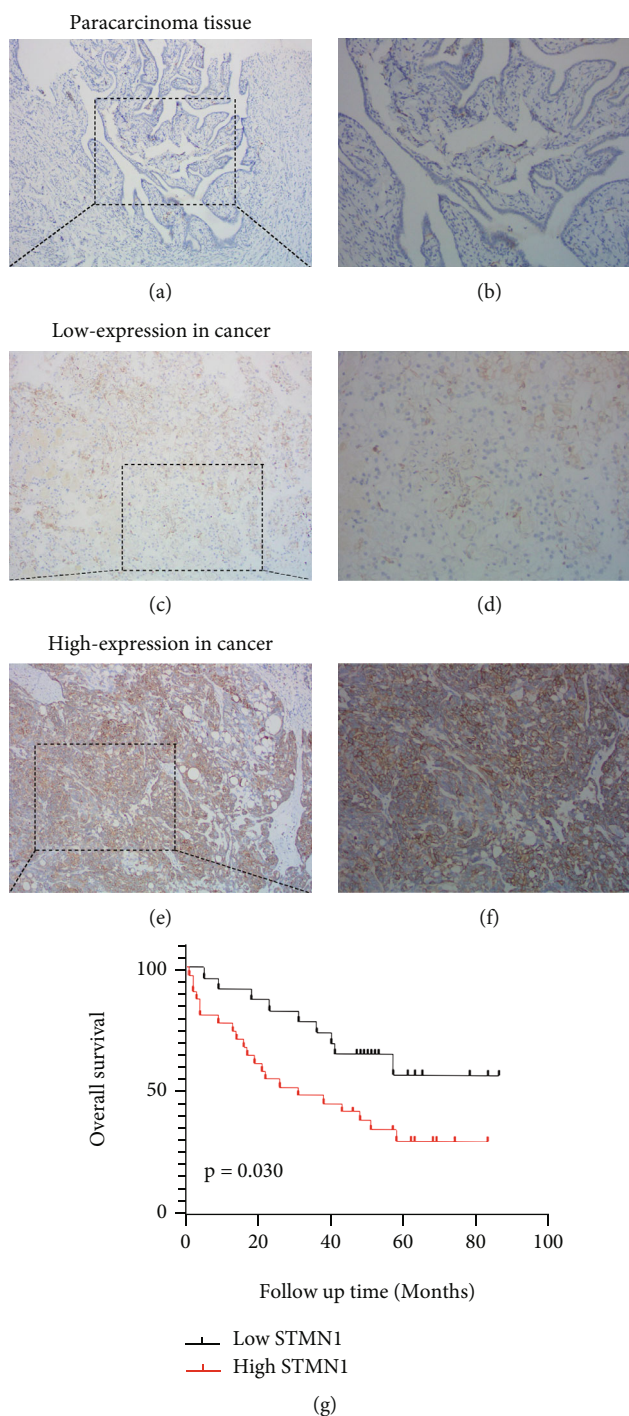 Paracarcinoma tissue
(a)
(b)
Low-expression in cancer
(c)
(d)
High-expression in cancer
(e)
(f)
100
50
0
Overall survival
p = 0.030
0 20 40 60 80 100
Follow up time (Months)
Low STMN1
High STMN1
(g)